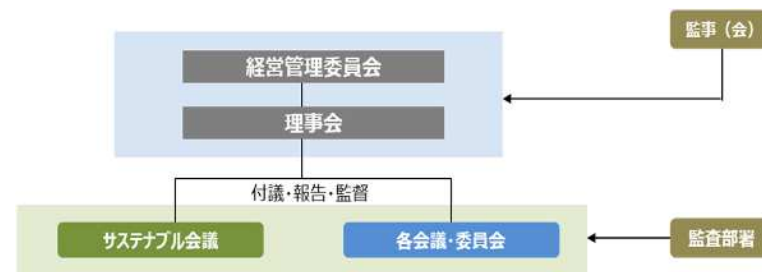 監事（会）
経営管理委員会
理事会
付議・報告・監督
サステナブル会議
各会議・委員会
監査部署